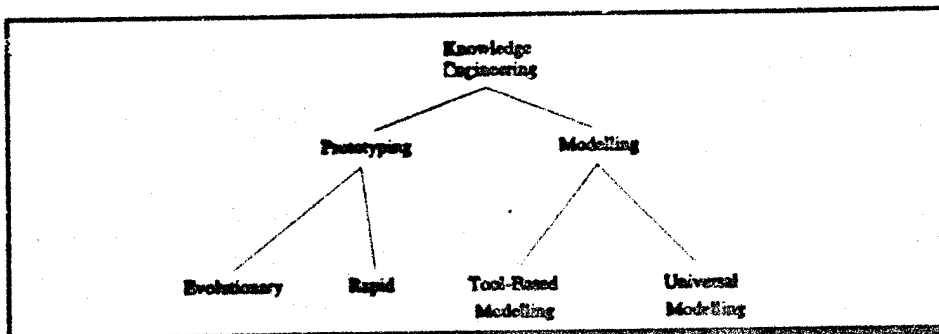 Knowledge
Engineering
Prototyping
Modelling
Evolutionary
Rapid
Tool-Based
Modelling
Universal
Modelling